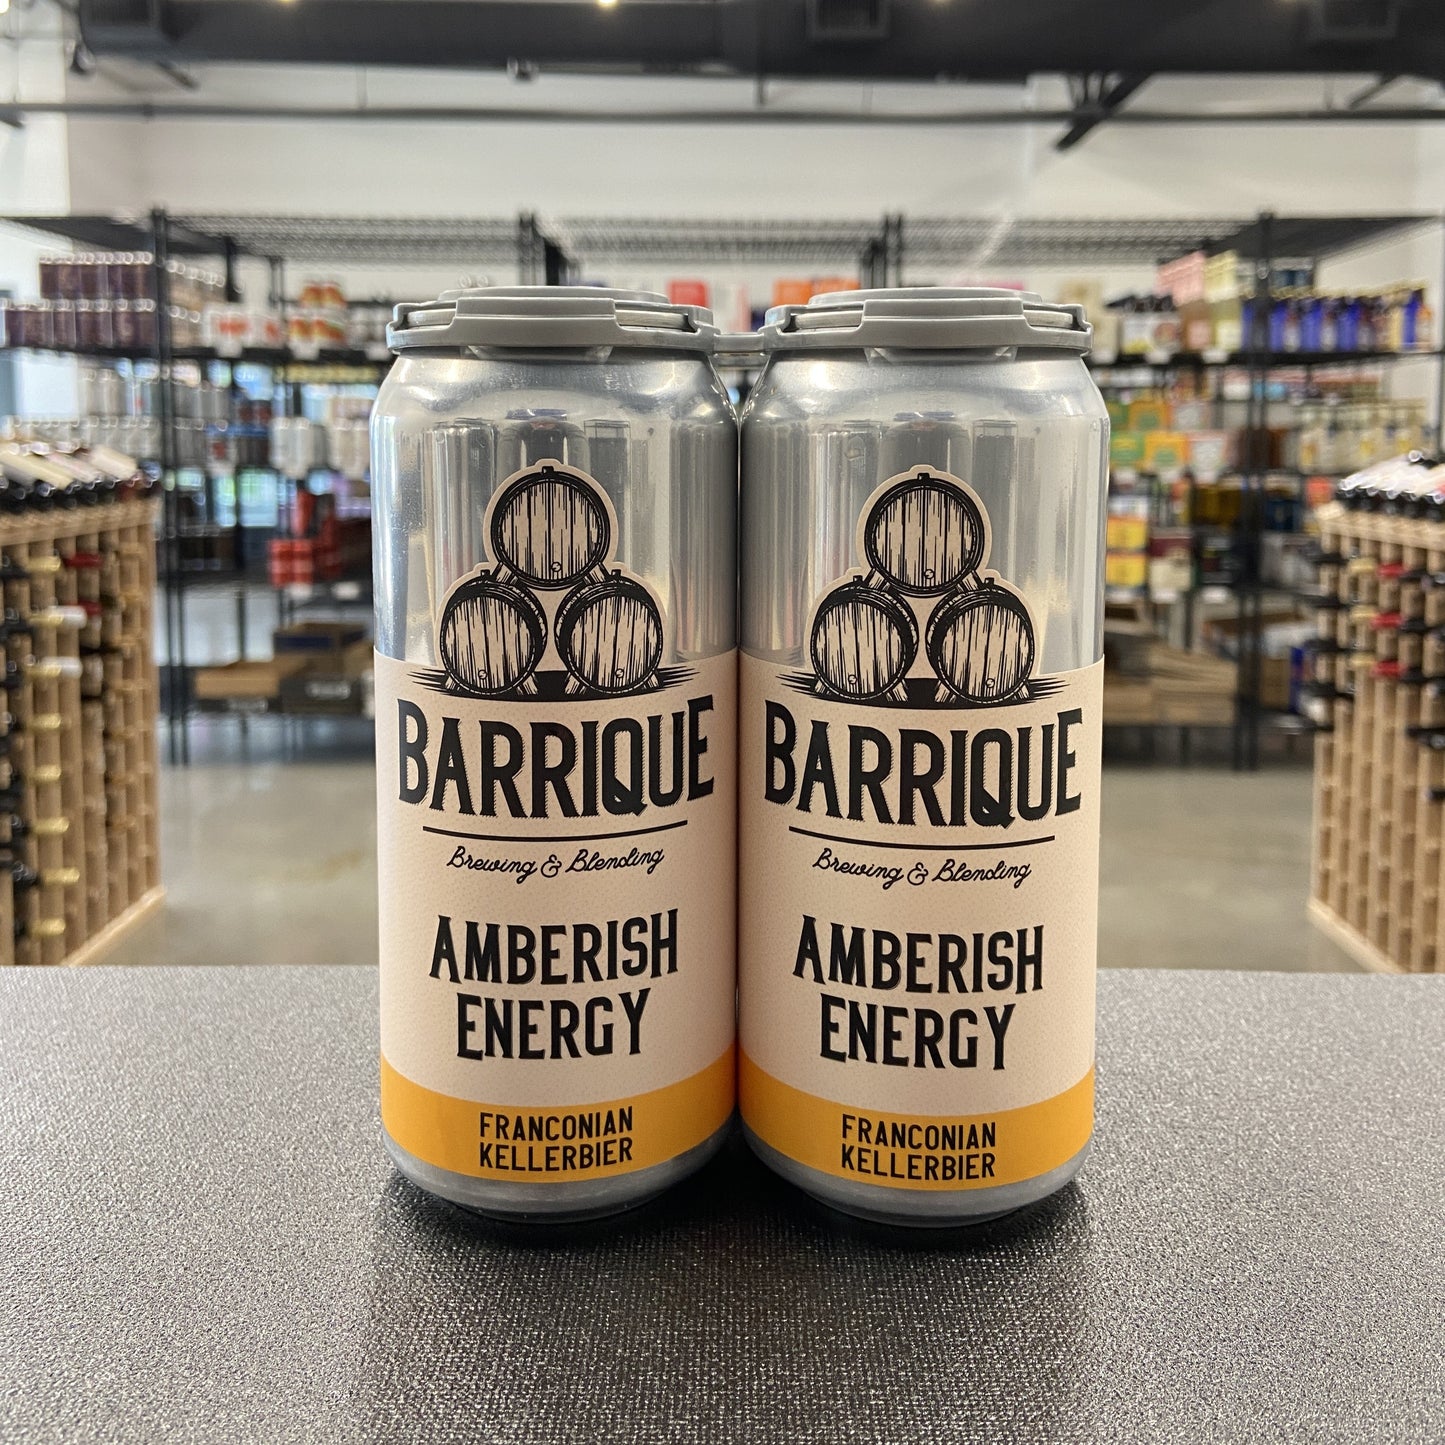 BARRIQUE
Brewing & Blending
AMBERISH
ENERGY
FRANCONIAN
KELLERBIER
BARRIQUE
Brewing & Blending
AMBERISH
ENERGY
FRANCONIAN
KELLERBIER